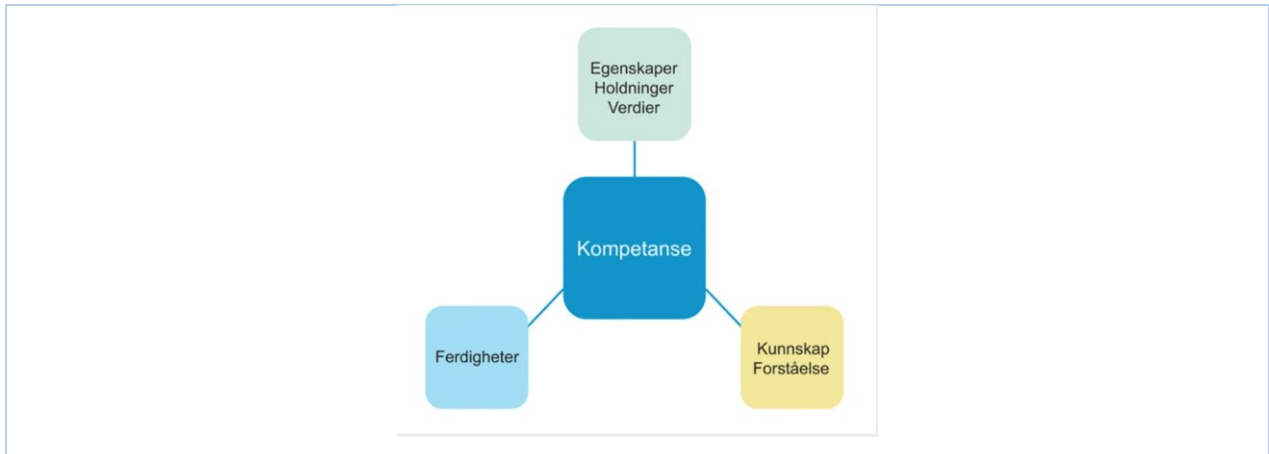 Egenskaper
Holdninger
Verdier
Kompetanse
Ferdigheter
Kunnskap
Forståelse